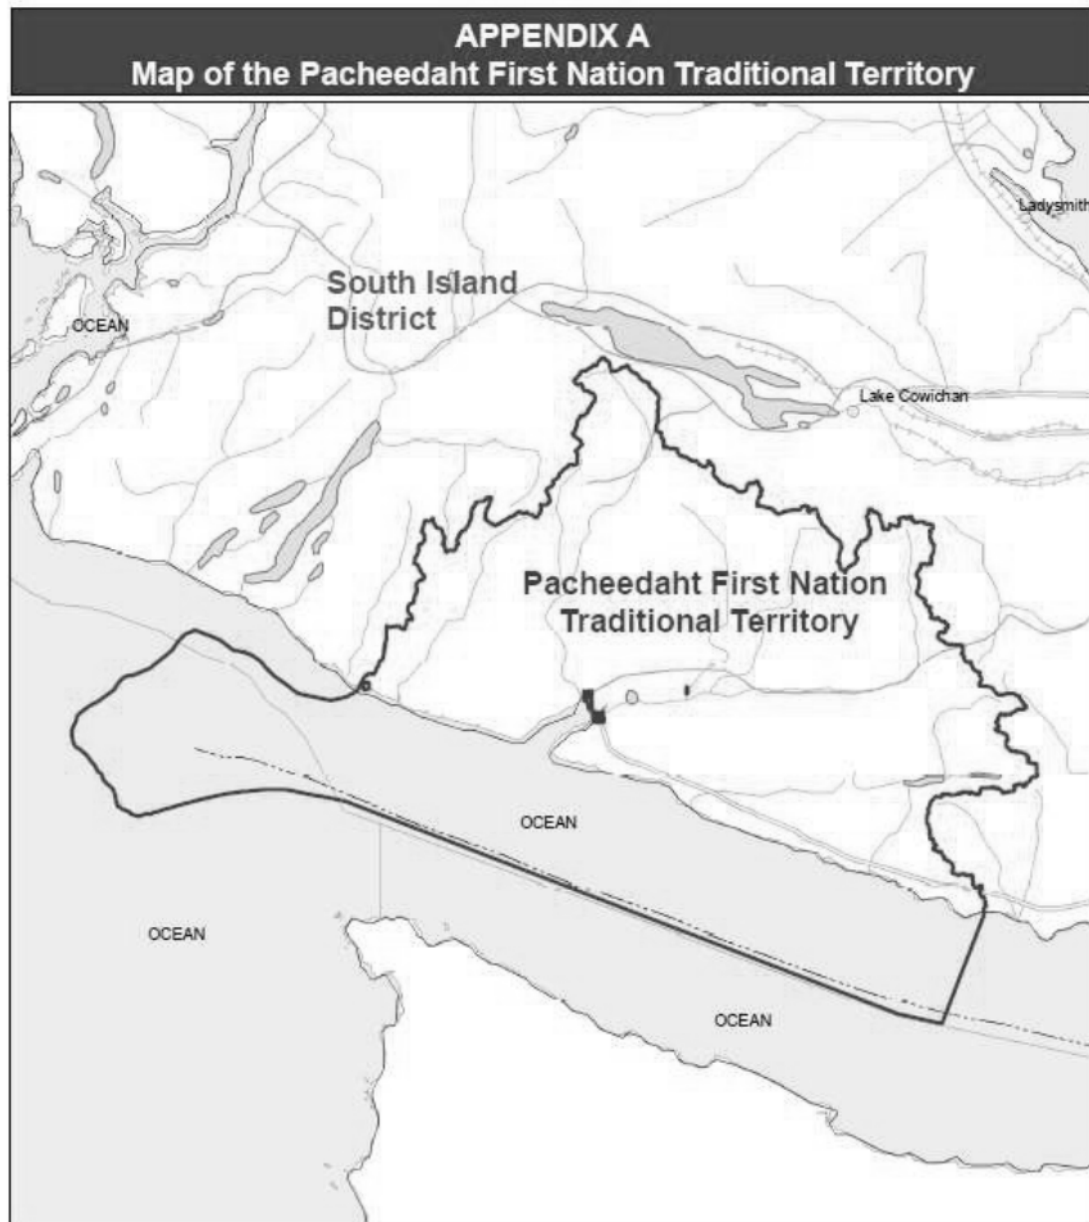 APPENDIX A
Map of the Pacheedaht First Nation Traditional Territory
Ladysmith
South Island
District
OCEAN
Lake Cowichan
Pacheedaht First Nation
Traditional Territory
OCEAN
OCEAN
OCEAN